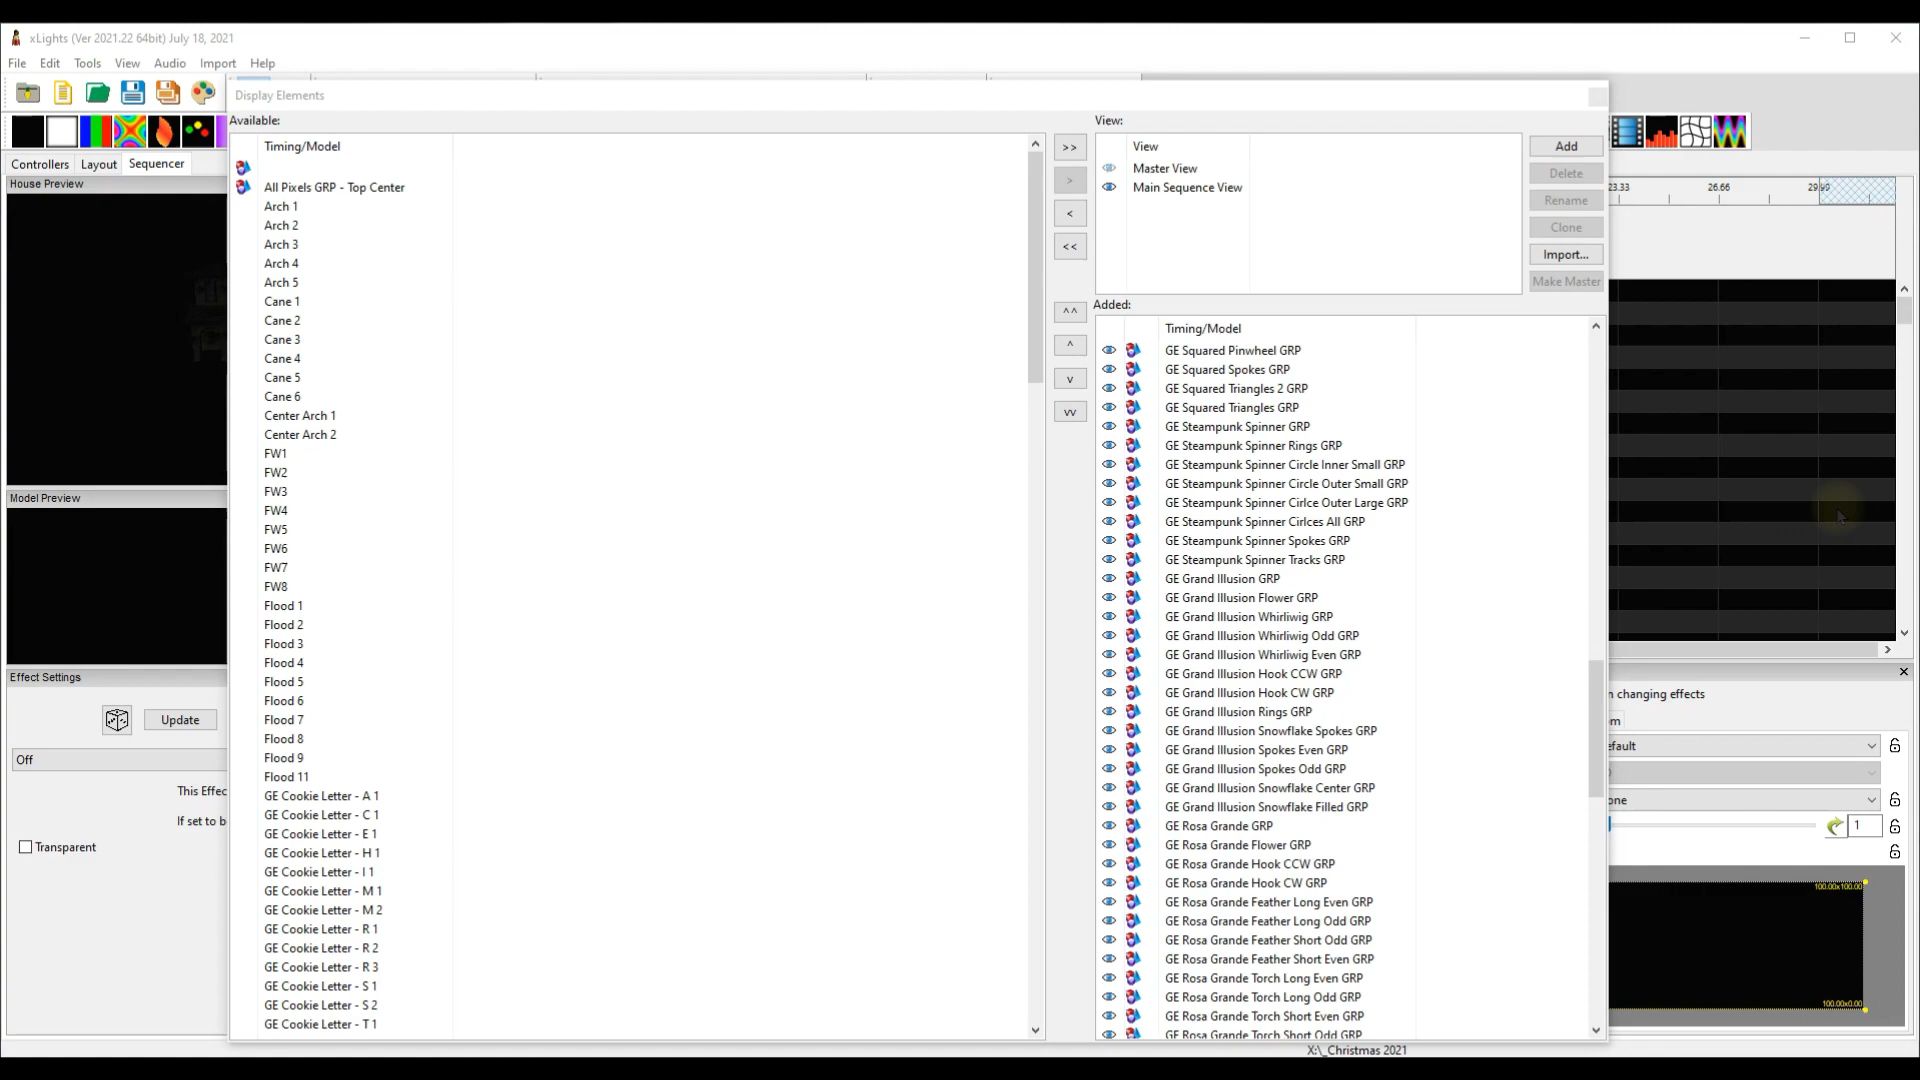 xLights (Ver 2021.22 64bit) July 18, 2021
File Edit Tools View Audio Import Help
Display Elements
Controllers Layout Sequencer
House Preview
Model Preview
Effect Settings
Update
Off
This Effec
If set to b
Transparent
Available:
Timing/Model
All Pixels GRP - Top Center
Arch 1
Arch 2
Arch 3
Arch 4
Arch 5
Cane 1
Cane 2
Cane 3
Cane 4
Cane 5
Cane 6
Center Arch 1
Center Arch 2
FW1
FW2
FW3
FW4
FW5
FW6
FW7
FW8
Flood 1
Flood 2
Flood 3
Flood 4
Flood 5
Flood 6
Flood 7
Flood 8
Flood 9
Flood 11
GE Cookie Letter - A 1
GE Cookie Letter - C 1
GE Cookie Letter - E 1
GE Cookie Letter - H 1
GE Cookie Letter - I 1
GE Cookie Letter - M 1
GE Cookie Letter - M 2
GE Cookie Letter - R 1
GE Cookie Letter - R 2
GE Cookie Letter - R 3
GE Cookie Letter - S 1
GE Cookie Letter - S 2
GE Cookie Letter - T 1
>>
>
<
<<
^^
^
v
vv
View:
View
Master View
Main Sequence View
Add
Delete
Rename
Clone
Import...
Make Master
Added:
Timing/Model
GE Squared Pinwheel GRP
GE Squared Spokes GRP
GE Squared Triangles 2 GRP
GE Squared Triangles GRP
GE Steampunk Spinner GRP
GE Steampunk Spinner Rings GRP
GE Steampunk Spinner Circle Inner Small GRP
GE Steampunk Spinner Circle Outer Small GRP
GE Steampunk Spinner Cirlce Outer Large GRP
GE Steampunk Spinner Cirlces All GRP
GE Steampunk Spinner Spokes GRP
GE Steampunk Spinner Tracks GRP
GE Grand Illusion GRP
GE Grand Illusion Flower GRP
GE Grand Illusion Whirliwig GRP
GE Grand Illusion Whirliwig Odd GRP
GE Grand Illusion Whirliwig Even GRP
GE Grand Illusion Hook CCW GRP
GE Grand Illusion Hook CW GRP
GE Grand Illusion Rings GRP
GE Grand Illusion Snowflake Spokes GRP
GE Grand Illusion Spokes Even GRP
GE Grand Illusion Spokes Odd GRP
GE Grand Illusion Snowflake Center GRP
GE Grand Illusion Snowflake Filled GRP
GE Rosa Grande GRP
GE Rosa Grande Flower GRP
GE Rosa Grande Hook CCW GRP
GE Rosa Grande Hook CW GRP
GE Rosa Grande Feather Long Even GRP
GE Rosa Grande Feather Long Odd GRP
GE Rosa Grande Feather Short Odd GRP
GE Rosa Grande Feather Short Even GRP
GE Rosa Grande Torch Long Even GRP
GE Rosa Grande Torch Long Odd GRP
GE Rosa Grande Torch Short Even GRP
GE Rosa Grande Torch Short Odd GRP
23.33 26.66 29.99
n changing effects
om
efault
one
1
100.00x100.00
100.00x0.00
X:\_Christmas 2021